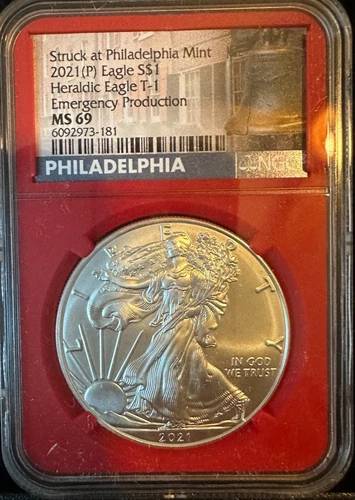 Struck at Philadelphia Mint
2021(P) Eagle S$1
Heraldic Eagle T-1
Emergency Production
MS 69
6092973-181
PHILADELPHIA
NGC
LIBERTY
IN GOD
WE TRUST
2021